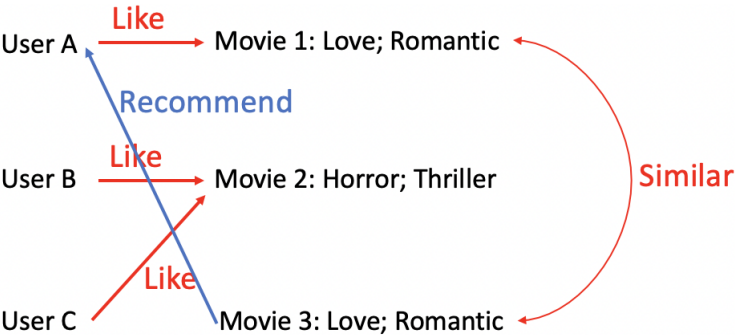 Like
User A
Movie 1: Love; Romantic
Recommend
Like
User B
Movie 2: Horror; Thriller
Similar
Like
User C
Movie 3: Love; Romantic